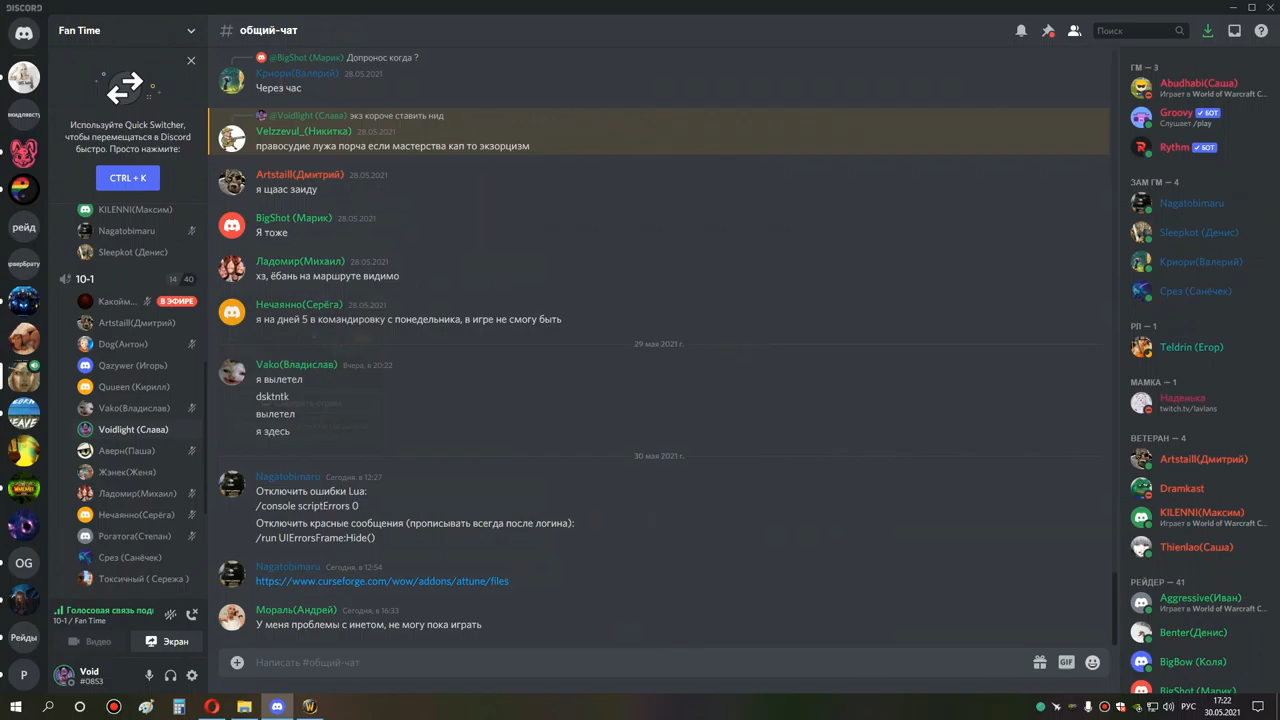 DISCORD
Fan Time
# общий-чат
Поиск
Используйте Quick Switcher,
чтобы перемещаться в Discord
быстро. Просто нажмите:
CTRL + K
KILENNI(Максим)
Nagatobimaru
Sleepkot (Денис)
10-1
14 40
Какойм... В ЭФИРЕ
Artstaill(Дмитрий)
Dog(Антон)
Qazywer (Игорь)
Quueen (Кирилл)
Vako(Владислав)
Voidlight (Слава)
Аверн(Паша)
Жэнек(Женя)
Ладомир(Михаил)
Нечаянно(Серёга)
Рогатога(Степан)
Срез (Санёчек)
Токсичный ( Сережа )
Голосовая связь под
10-1 / Fan Time
Видео
Экран
Void
#0853
рейд
OG
Рейды
Р
@BigShot (Марик) Допронос когда ?
Криори(Валерий) 28.05.2021
Через час
@Voidlight (Слава) экз короче ставить нид
Velzzevul_(Никитка) 28.05.2021
правосудие лужа порча если мастерства кап то экзорцизм
Artstaill(Дмитрий) 28.05.2021
я щаас заиду
BigShot (Марик) 28.05.2021
Я тоже
Ладомир(Михаил) 28.05.2021
хз, ёбань на маршруте видимо
Нечаянно(Серёга) 28.05.2021
я на дней 5 в командировку с понедельника, в игре не смогу быть
29 мая 2021 г.
Vako(Владислав) Вчера, в 20:22
я вылетел
dsktntk
вылетел
я здесь
30 мая 2021 г.
Nagatobimaru Сегодня, в 12:27
Отключить ошибки Lua:
/console scriptErrors 0
Отключить красные сообщения (прописывать всегда после логина):
/run UIErrorsFrame:Hide()
Nagatobimaru Сегодня, в 12:54
https://www.curseforge.com/wow/addons/attune/files
Мораль(Андрей) Сегодня, в 16:33
У меня проблемы с инетом, не могу пока играть
Написать #общий-чат
GIF
ГМ — 3
Abudhabi(Саша)
Играет в World of Warcraft C...
Groovy БОТ
Слушает /play
Rythm БОТ
ЗАМ ГМ — 4
Nagatobimaru
Sleepkot (Денис)
Криори(Валерий)
Срез (Санёчек)
РЛ — 1
Teldrin (Егор)
МАМКА — 1
Наденька
twitch.tv/lavlans
ВЕТЕРАН — 4
Artstaill(Дмитрий)
Dramkast
KILENNI(Максим)
Играет в World of Warcraft C...
Thienlao(Саша)
РЕЙДЕР — 41
Aggressive(Иван)
Играет в World of Warcraft C...
Benter(Денис)
BigBow (Коля)
BigShot (Марик)
РУС
17:22
30.05.2021